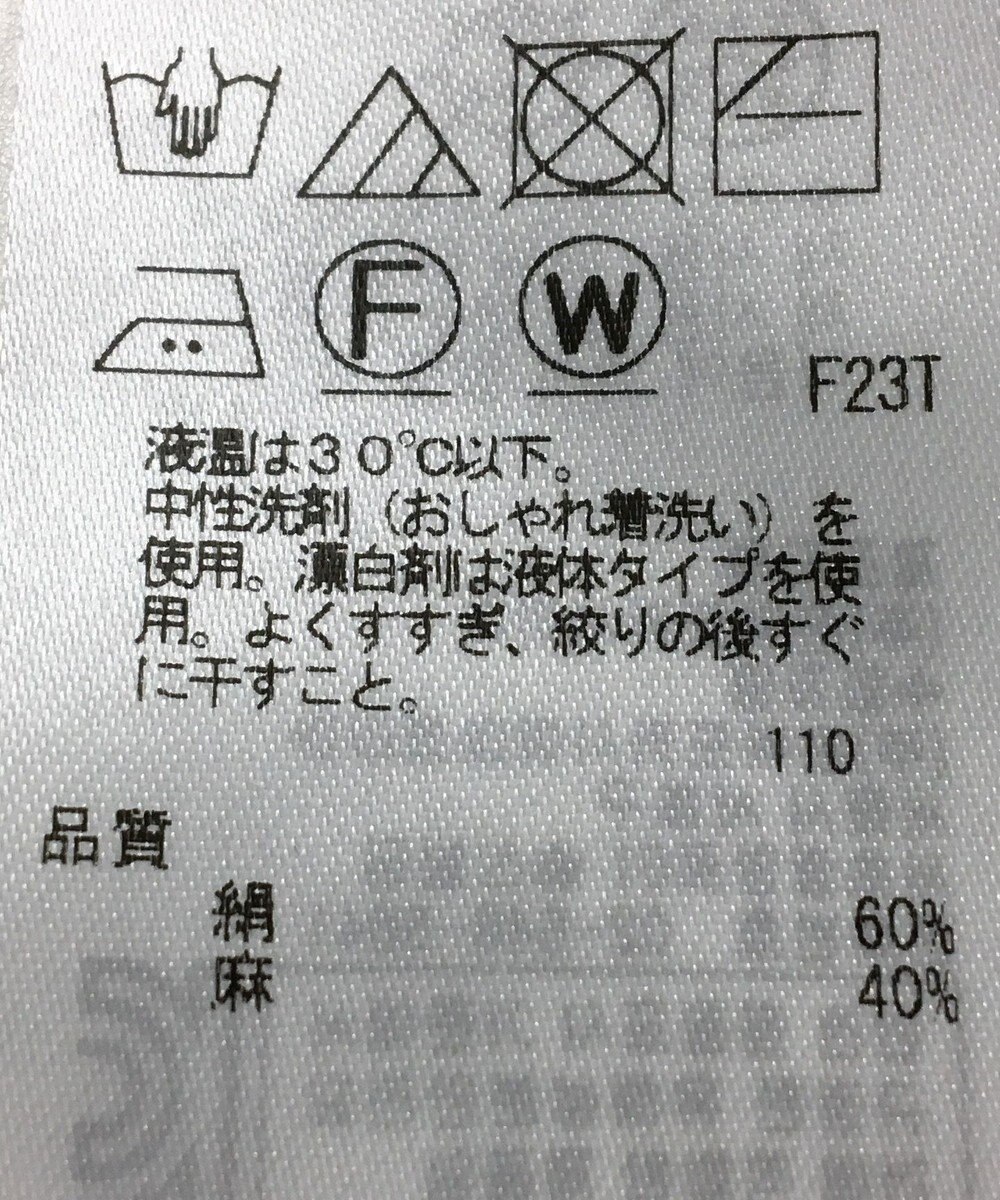 F
W
F23T
液温は30℃以下。
中性洗剤(おしゃれ着洗い)を
使用。漂白剤は液体タイプを使
用。よくすすぎ、絞りの後すぐ
に干すこと。
110
品質
絹 60%
麻 40%